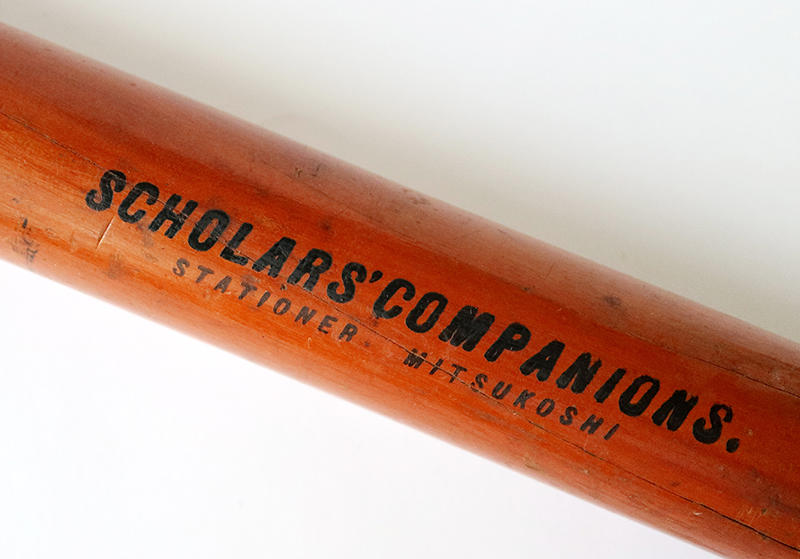 SCHOLARS' COMPANIONS.
STATIONER MITSUKOSHI